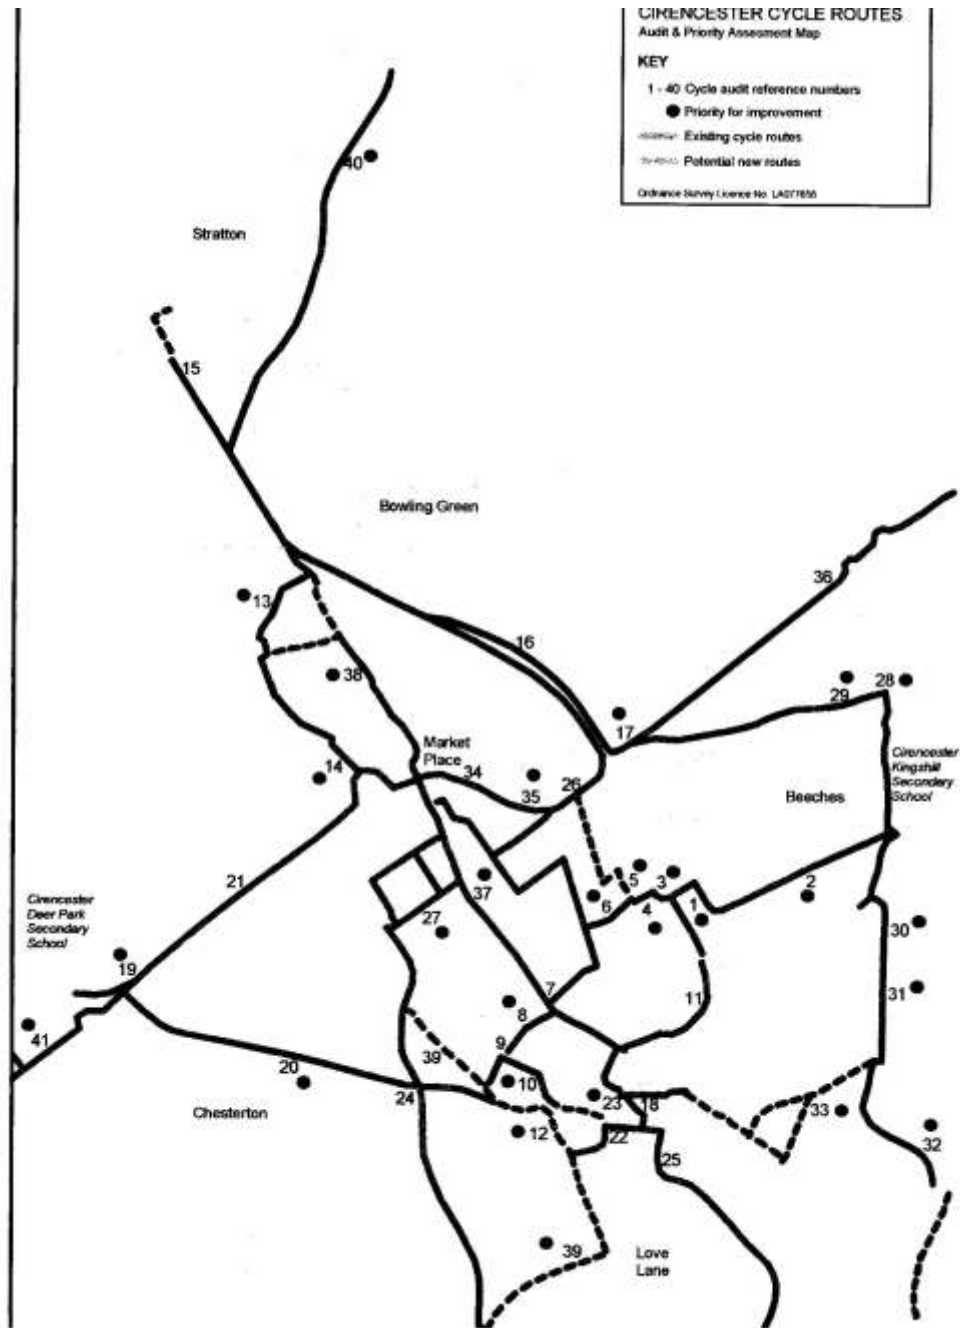 CIRENCESTER CYCLE ROUTES
Audit & Priority Assesment Map
KEY
1 - 40 Cycle audit reference numbers
Priority for improvement
Existing cycle routes
Potential new routes
Ordnance Survey Licence No.
40
Stratton
15
Bowling Green
36
13
16
38
28
29
17
Market
Place
34
14
Cirencester
Kingshill
Secondary
School
26
35
Beeches
5
3
2
21
37
6
4
1
Cirencester
Deer Park
Secondary
School
27
30
19
7
11
31
8
41
9
39
20
10
24
23
18
33
Chesterton
12
22
32
25
39
Love
Lane